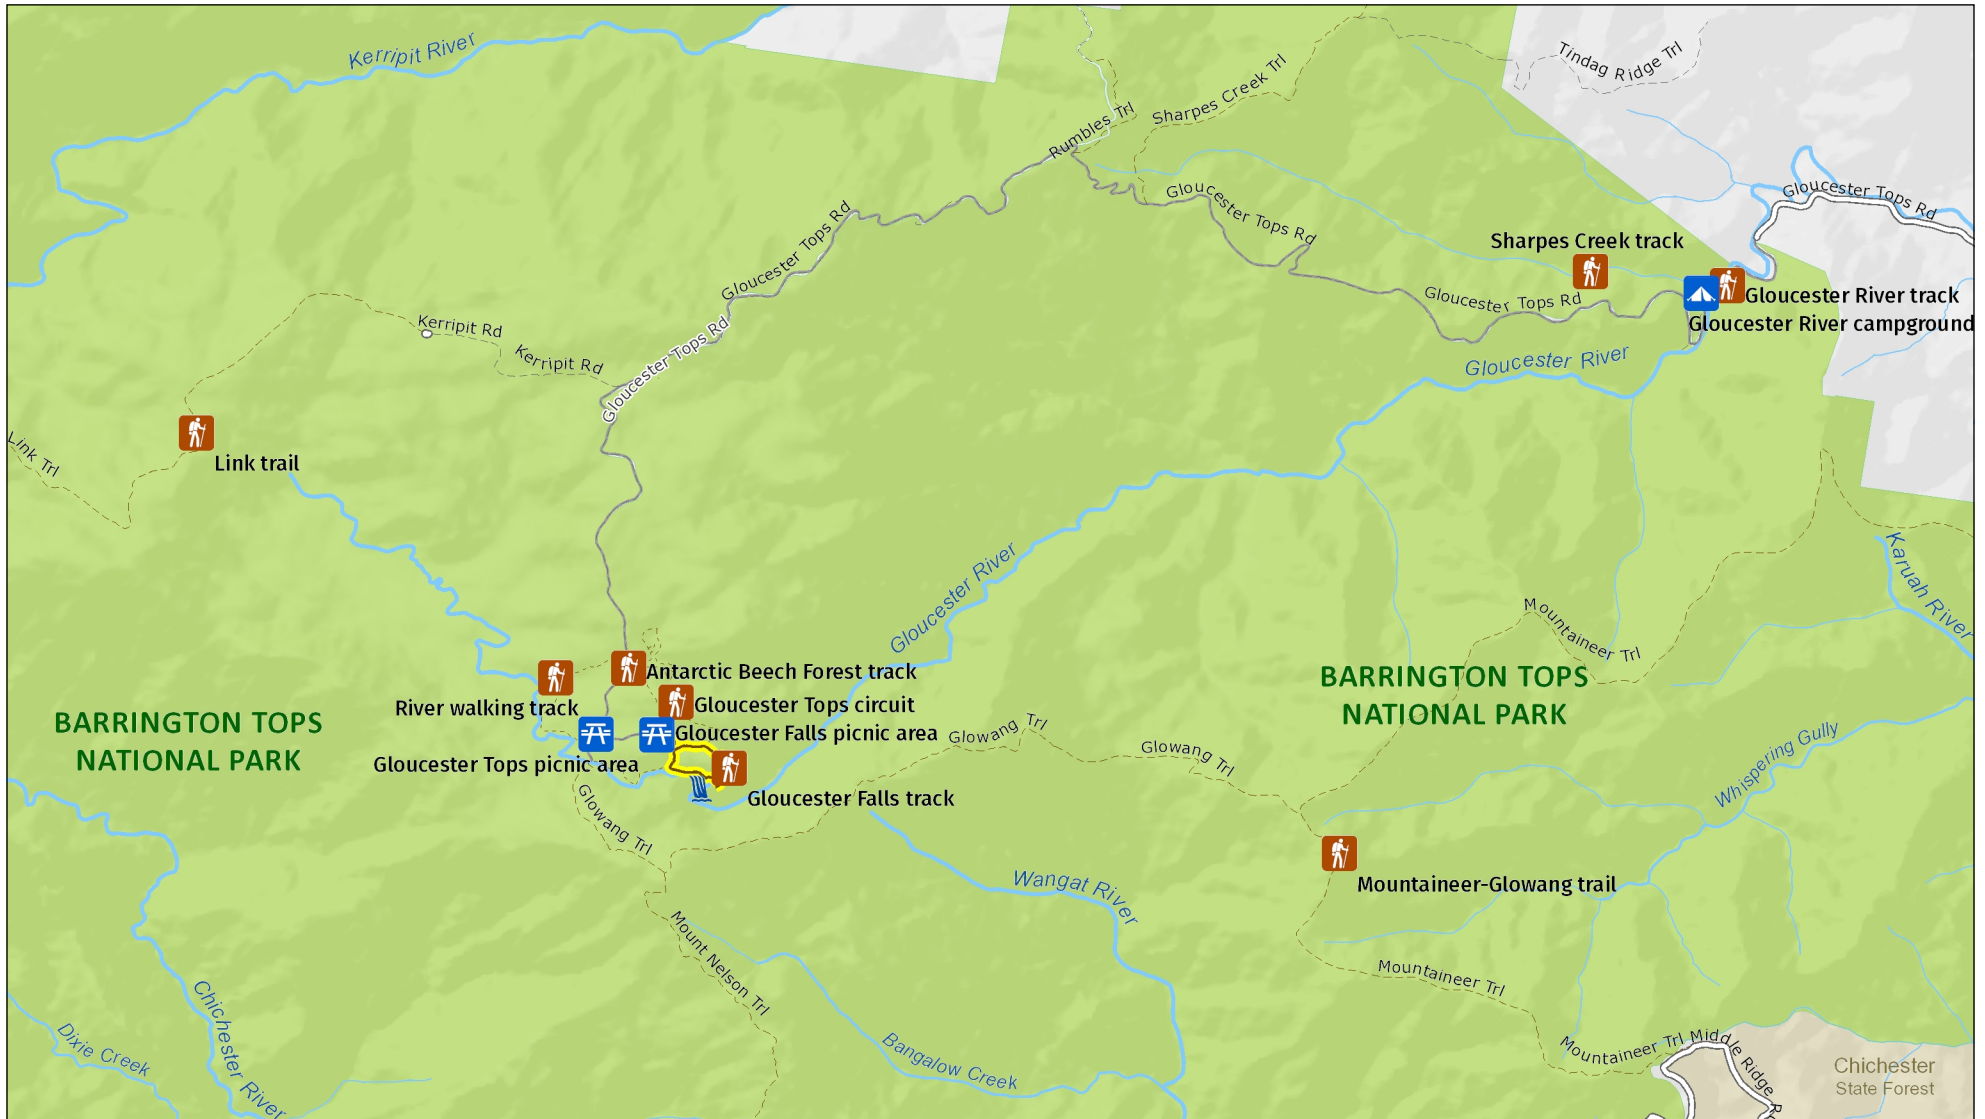 Kerripit River
Tindag Ridge Trl
Sharpes Creek Trl
Rumbles Trl
Gloucester Tops Rd
Gloucester Tops Rd
Gloucester Tops Rd
Sharpes Creek track
Gloucester Tops Rd
Gloucester River track
Gloucester River campground
Gloucester Tops Rd
Kerripit Rd
Kerripit Rd
Gloucester Tops Rd
Gloucester River
Link Trl
Link trail
Karuah River
Gloucester River
Mountaineer Trl
Antarctic Beech Forest track
BARRINGTON TOPS
NATIONAL PARK
River walking track
Gloucester Tops circuit
BARRINGTON TOPS
NATIONAL PARK
Gloucester Falls picnic area
Glowang Trl
Glowang Trl
Gloucester Tops picnic area
Whispering Gully
Gloucester Falls track
Glowang Trl
Wangat River
Mountaineer-Glowang trail
Mount Nelson Trl
Mountaineer Trl
Chichester River
Dixie Creek
Bangalow Creek
Mountaineer Trl
Middle Ridge R
Chichester
State Forest